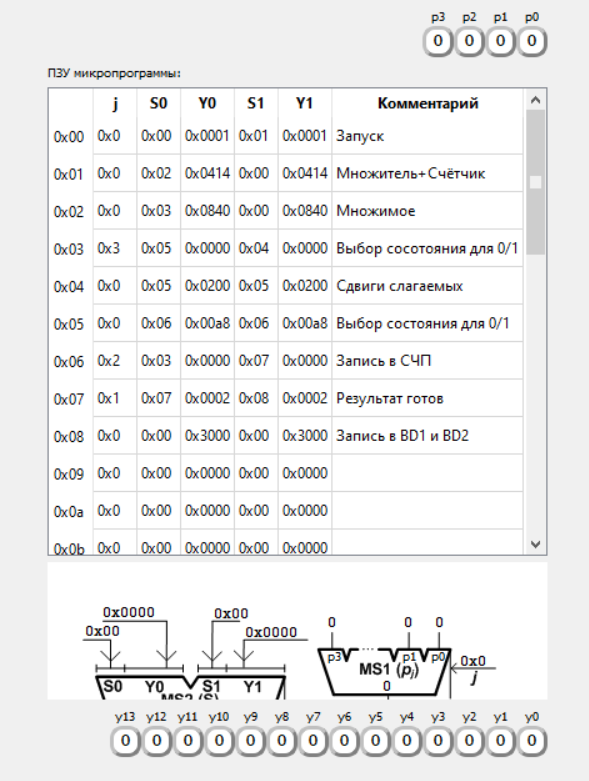 p3 p2 p1 p0
0 0 0 0
ПЗУ микропрограммы:
j S0 Y0 S1 Y1 Комментарий
0x00 0x0 0x00 0x0001 0x01 0x0001 Запуск
0x01 0x0 0x02 0x0414 0x00 0x0414 Множитель+Счётчик
0x02 0x0 0x03 0x0840 0x00 0x0840 Множимое
0x03 0x3 0x05 0x0000 0x04 0x0000 Выбор сосотояния для 0/1
0x04 0x0 0x05 0x0200 0x05 0x0200 Сдвиги слагаемых
0x05 0x0 0x06 0x00a8 0x06 0x00a8 Выбор состояния для 0/1
0x06 0x2 0x03 0x0000 0x07 0x0000 Запись в СЧП
0x07 0x1 0x07 0x0002 0x08 0x0002 Результат готов
0x08 0x0 0x00 0x3000 0x00 0x3000 Запись в BD1 и BD2
0x09 0x0 0x00 0x0000 0x00 0x0000
0x0a 0x0 0x00 0x0000 0x00 0x0000
0x0b 0x0 0x00 0x0000 0x00 0x0000
0x0000 0x00 0 0 0
0x00 0x0000
p3 ... p1 p0 0x0
MS1 (pj) j
S0 Y0 S1 Y1 0
MS2 (S)
y13 y12 y11 y10 y9 y8 y7 y6 y5 y4 y3 y2 y1 y0
0 0 0 0 0 0 0 0 0 0 0 0 0 0